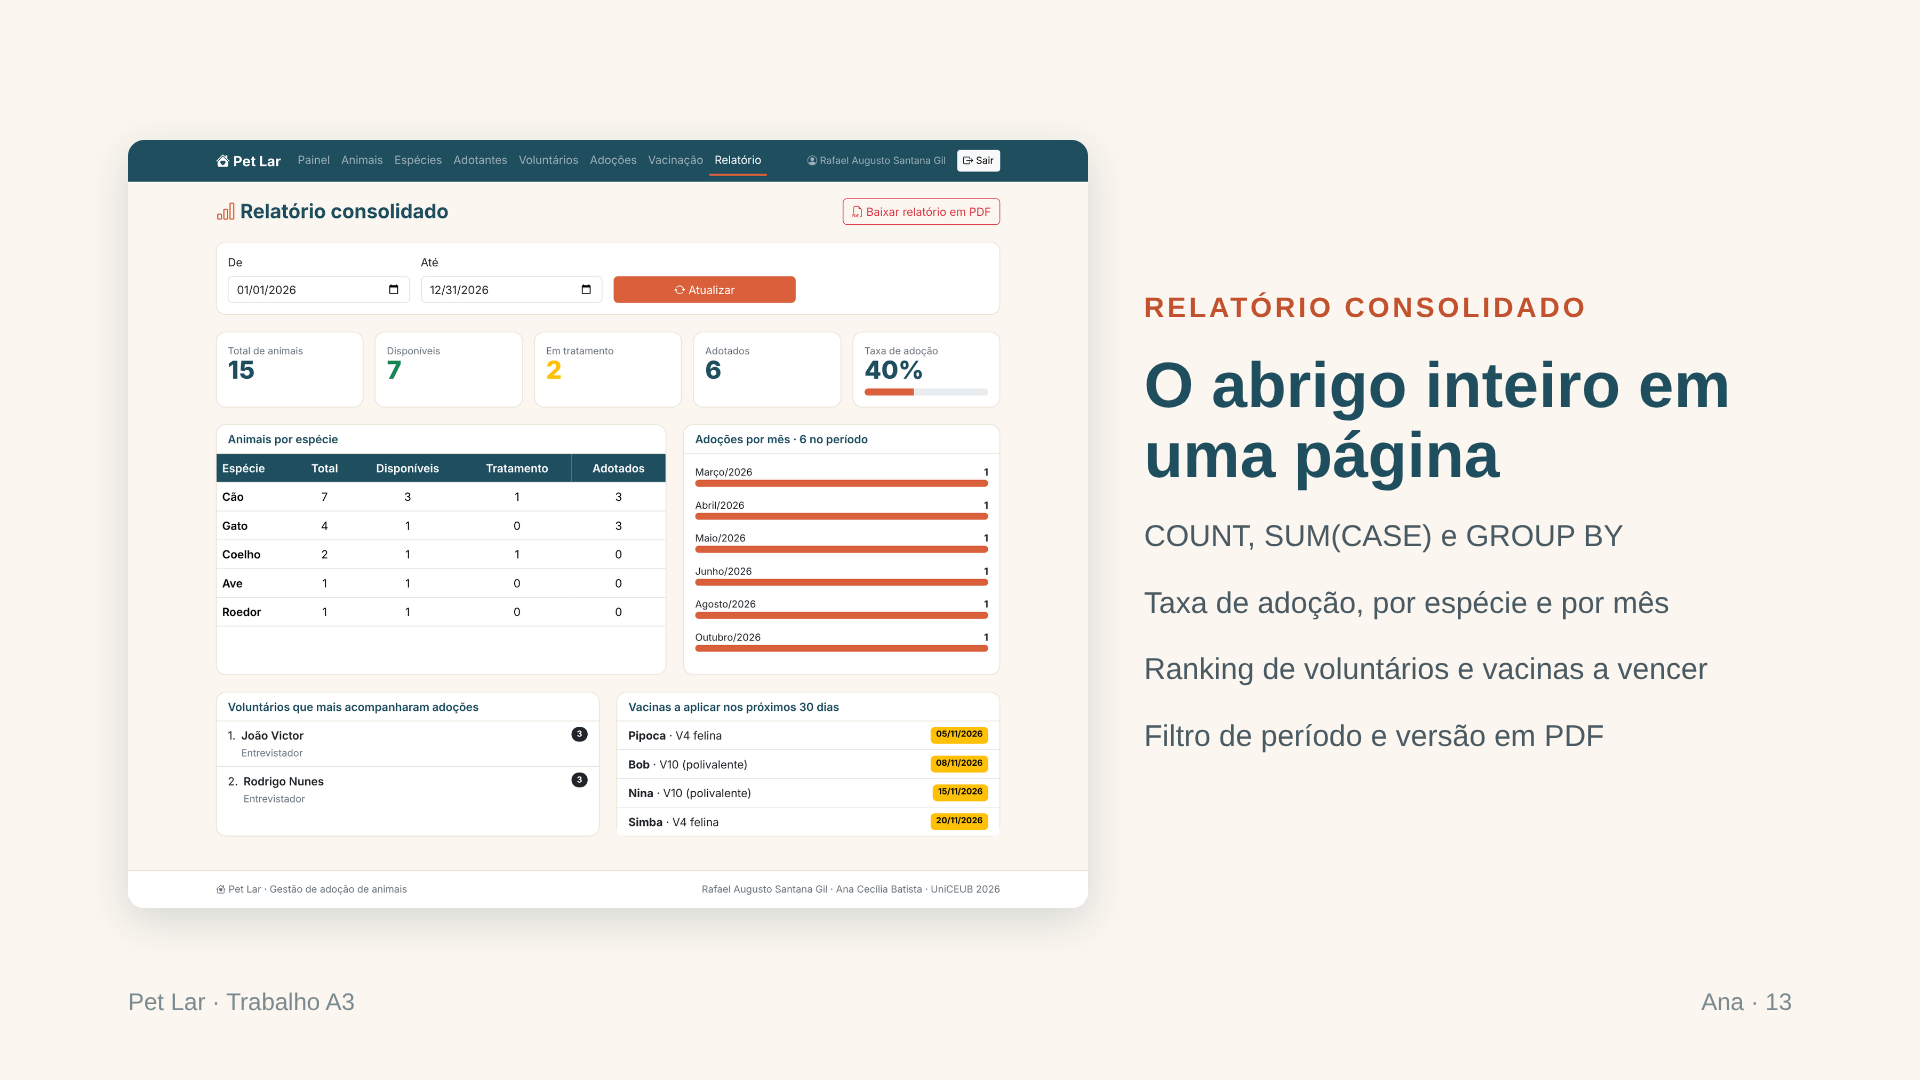 Pet Lar Painel Animais Espécies Adotantes Voluntários Adoções Vacinação Relatório Rafael Augusto Santana Gil Sair
Relatório consolidado
Baixar relatório em PDF
De Até
01/01/2026 12/31/2026 Atualizar
Total de animais
15
Disponíveis
7
Em tratamento
2
Adotados
6
Taxa de adoção
40%
Animais por espécie
Espécie Total Disponíveis Tratamento Adotados
Cão 7 3 1 3
Gato 4 1 0 3
Coelho 2 1 1 0
Ave 1 1 0 0
Roedor 1 1 0 0
Adoções por mês · 6 no período
Março/2026 1
Abril/2026 1
Maio/2026 1
Junho/2026 1
Agosto/2026 1
Outubro/2026 1
Voluntários que mais acompanharam adoções
1. João Victor 3
Entrevistador
2. Rodrigo Nunes 3
Entrevistador
Vacinas a aplicar nos próximos 30 dias
Pipoca · V4 felina 05/11/2026
Bob · V10 (polivalente) 08/11/2026
Nina · V10 (polivalente) 15/11/2026
Simba · V4 felina 20/11/2026
Pet Lar · Gestão de adoção de animais
Rafael Augusto Santana Gil · Ana Cecília Batista · UniCEUB 2026
RELATÓRIO CONSOLIDADO
O abrigo inteiro em
uma página
COUNT, SUM(CASE) e GROUP BY
Taxa de adoção, por espécie e por mês
Ranking de voluntários e vacinas a vencer
Filtro de período e versão em PDF
Pet Lar · Trabalho A3
Ana · 13